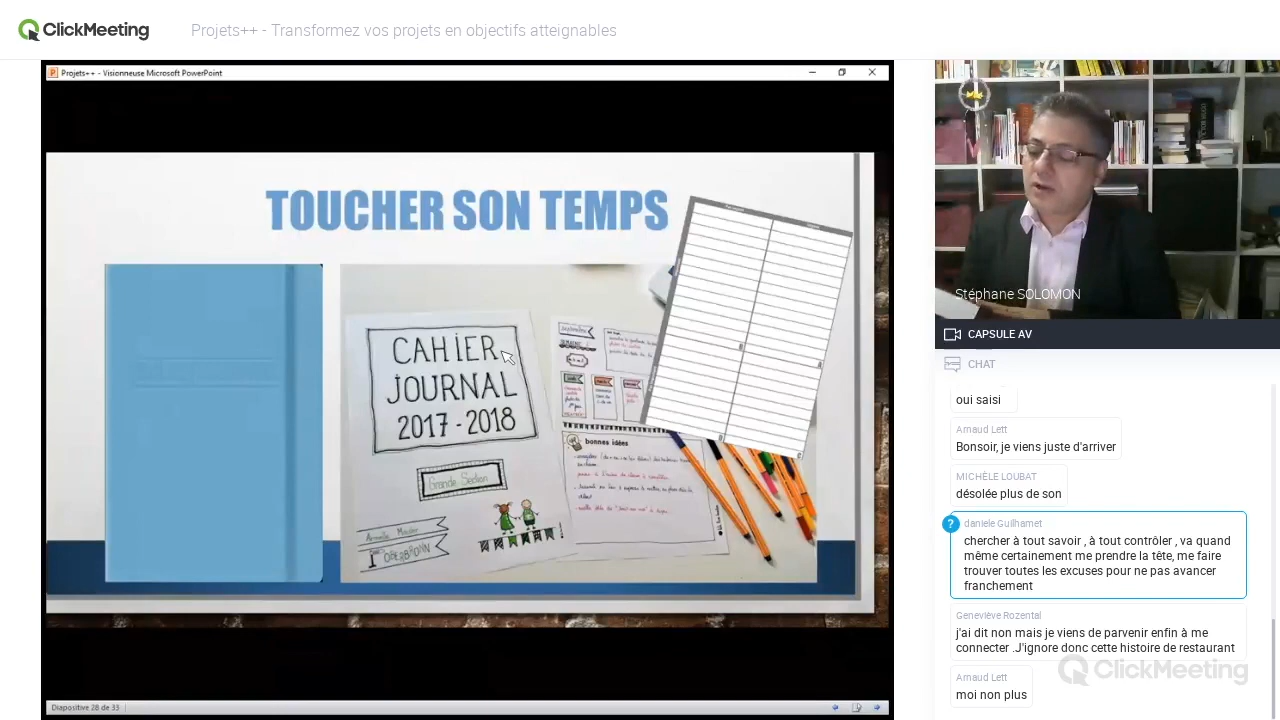 ClickMeeting
Projets++ - Transformez vos projets en objectifs atteignables
Projets++ - Visionneuse Microsoft PowerPoint
TOUCHER SON TEMPS
CAHIER
JOURNAL
2017-2018
Grande Section
bonnes idées
Diapositive 28 de 33
Stéphane SOLOMON
CAPSULE AV
CHAT
oui saisi
Arnaud Lett
Bonsoir, je viens juste d'arriver
MICHÈLE LOUBAT
désolée plus de son
?
daniele Guilhamet
chercher à tout savoir , à tout contrôler , va quand
même certainement me prendre la tête, me faire
trouver toutes les excuses pour ne pas avancer
franchement
Geneviève Rozental
j'ai dit non mais je viens de parvenir enfin à me
connecter .J'ignore donc cette histoire de restaurant
ClickMeeting
Arnaud Lett
moi non plus